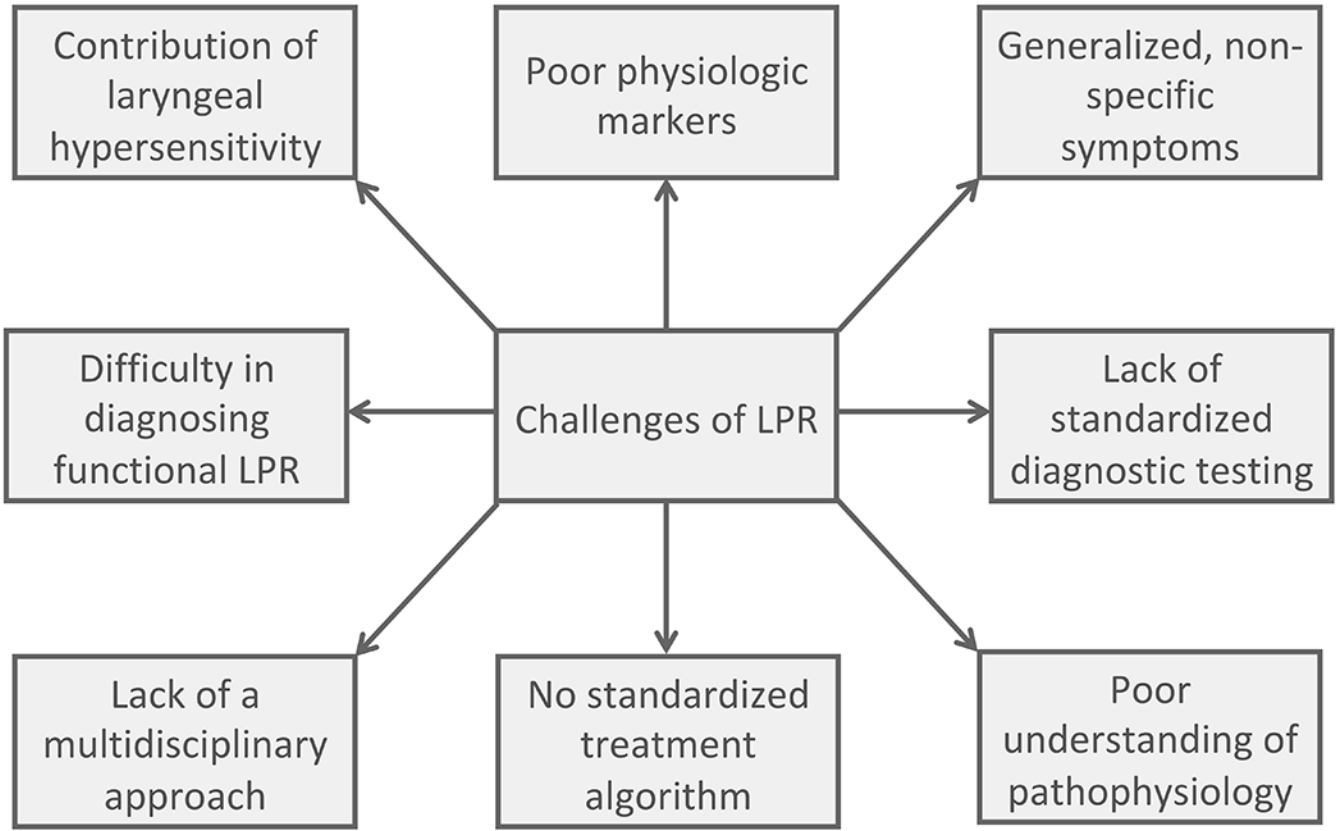 Contribution of
laryngeal
hypersensitivity
Poor physiologic
markers
Generalized, non-
specific
symptoms
Difficulty in
diagnosing
functional LPR
Challenges of LPR
Lack of
standardized
diagnostic testing
Lack of a
multidisciplinary
approach
No standardized
treatment
algorithm
Poor
understanding of
pathophysiology